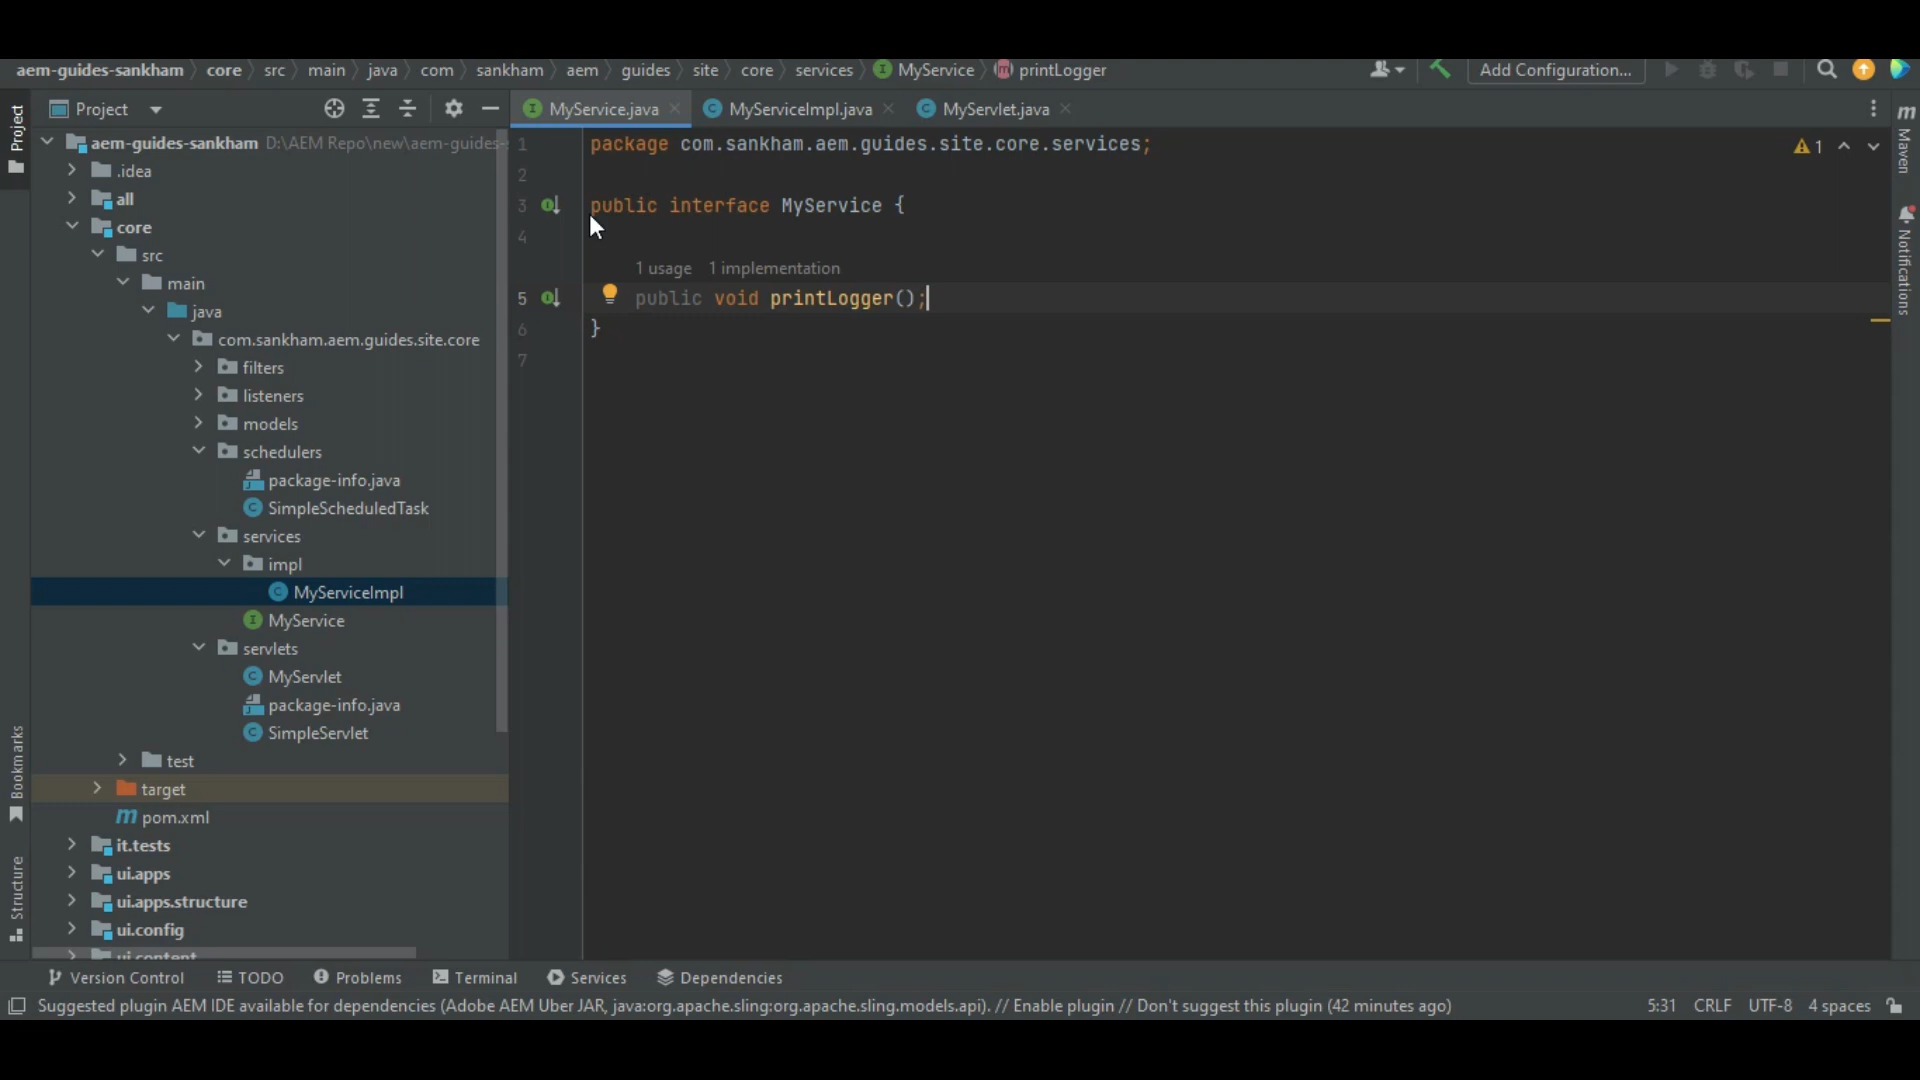 aem-guides-sankham core src main java com sankham aem guides site core services MyService printLogger Add Configuration...
Project
MyService.java MyServiceImpl.java MyServlet.java
Project
Bookmarks
Structure
aem-guides-sankham D:\AEM Repo\new\aem-guides-
.idea
all
core
src
main
java
com.sankham.aem.guides.site.core
filters
listeners
models
schedulers
package-info.java
SimpleScheduledTask
services
impl
MyServiceImpl
MyService
servlets
MyServlet
package-info.java
SimpleServlet
test
target
pom.xml
it.tests
ui.apps
ui.apps.structure
ui.config
ui.content
1 package com.sankham.aem.guides.site.core.services;
2
3 public interface MyService {
4
1 usage 1 implementation
5 public void printLogger();
6 }
7
1
Maven
Notifications
Version Control TODO Problems Terminal Services Dependencies
Suggested plugin AEM IDE available for dependencies (Adobe AEM Uber JAR, java:org.apache.sling:org.apache.sling.models.api). // Enable plugin // Don't suggest this plugin (42 minutes ago) 5:31 CRLF UTF-8 4 spaces